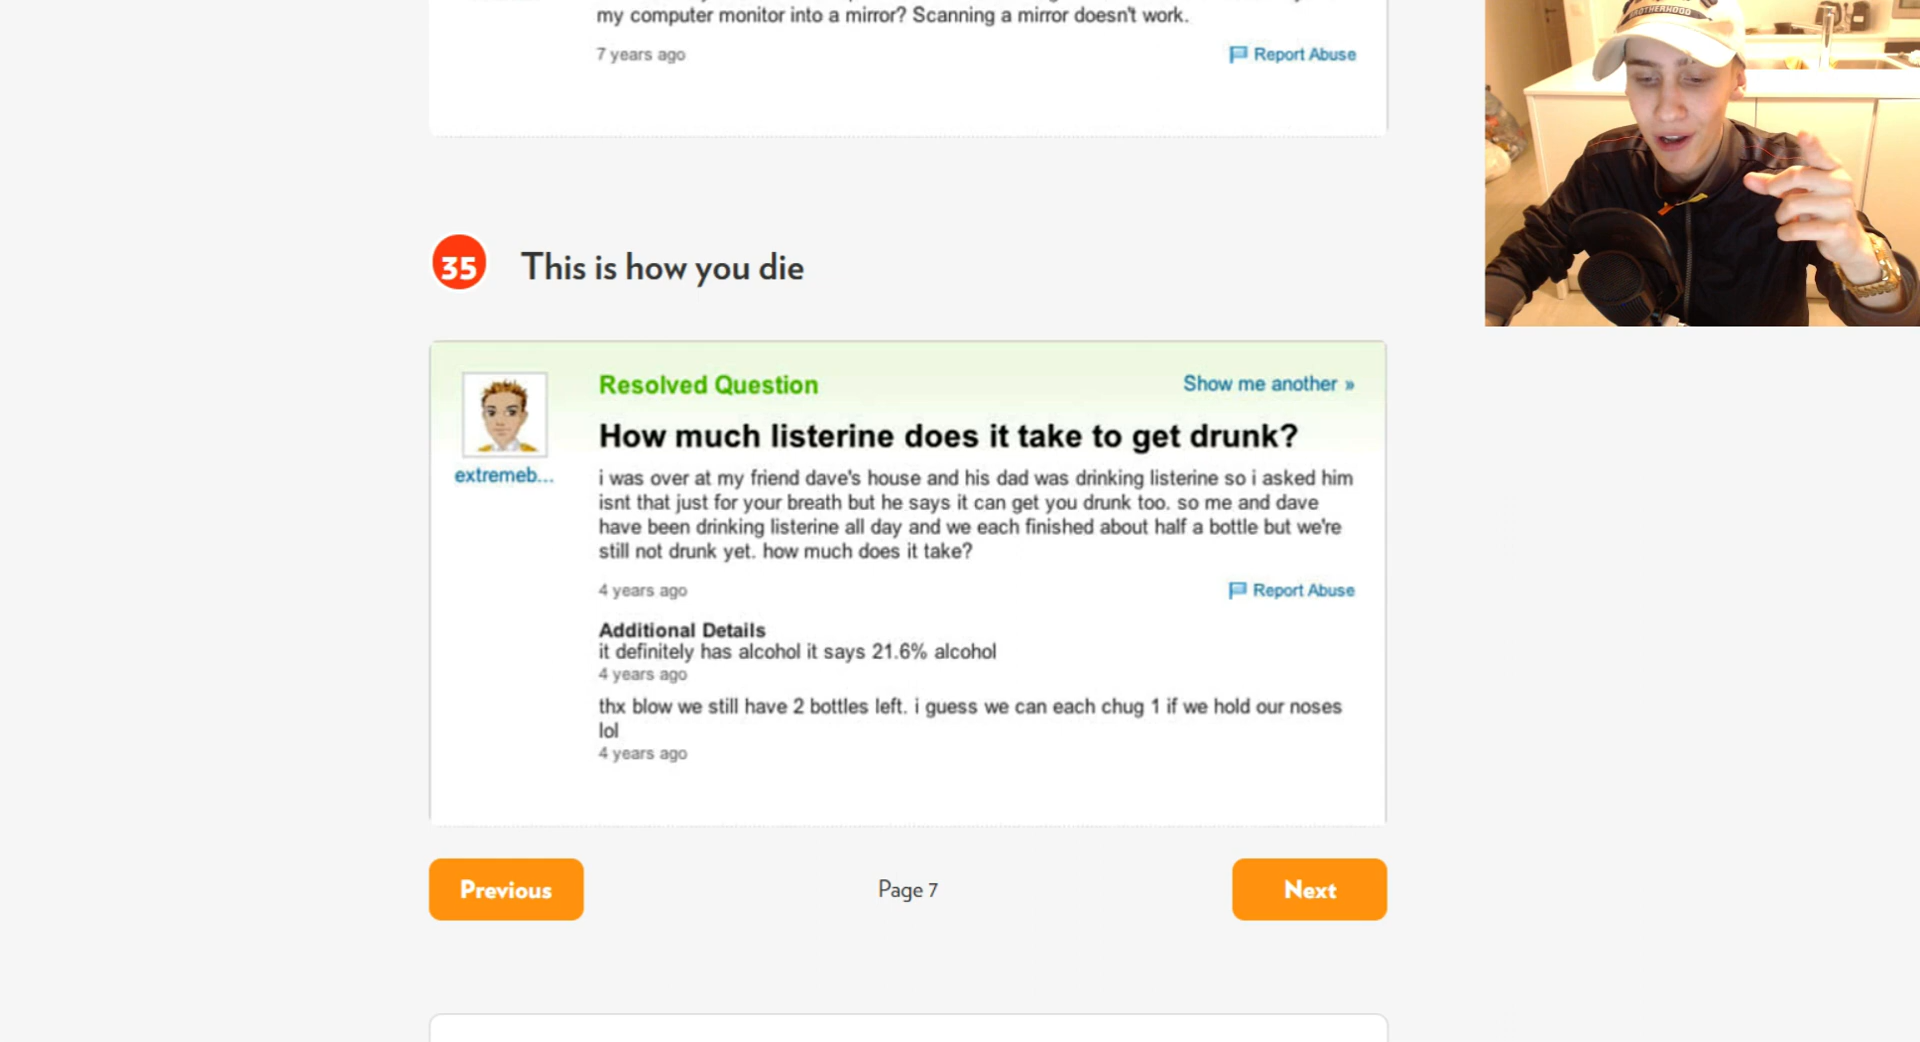 my computer monitor into a mirror? Scanning a mirror doesn't work.
7 years ago
Report Abuse
BROTHERHOOD
35
This is how you die
Resolved Question
Show me another »
How much listerine does it take to get drunk?
extremeb...
i was over at my friend dave's house and his dad was drinking listerine so i asked him
isnt that just for your breath but he says it can get you drunk too. so me and dave
have been drinking listerine all day and we each finished about half a bottle but we're
still not drunk yet. how much does it take?
4 years ago
Report Abuse
Additional Details
it definitely has alcohol it says 21.6% alcohol
4 years ago
thx blow we still have 2 bottles left. i guess we can each chug 1 if we hold our noses
lol
4 years ago
Previous
Page 7
Next